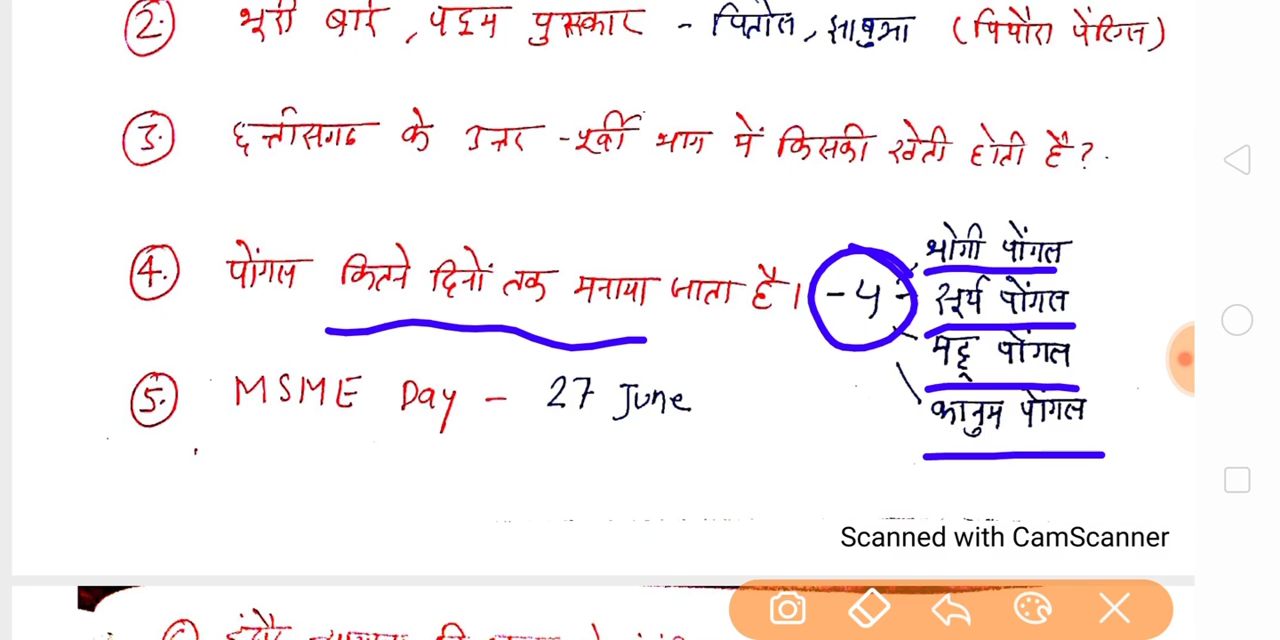 ② भूरी बाई, पद्म पुरस्कार - पितोल, झाबुआ (पिथौरा पेंटिंग्स)
③ छत्तीसगढ के उत्तर -पूर्वी भाग में किसकी खेती होती है?
④ पोंगल कितने दिनों तक मनाया जाता है। - 4 - भोगी पोंगल
सूर्य पोंगल
मट्टू पोंगल
कानुम पोंगल
⑤ MSME Day - 27 June
Scanned with CamScanner